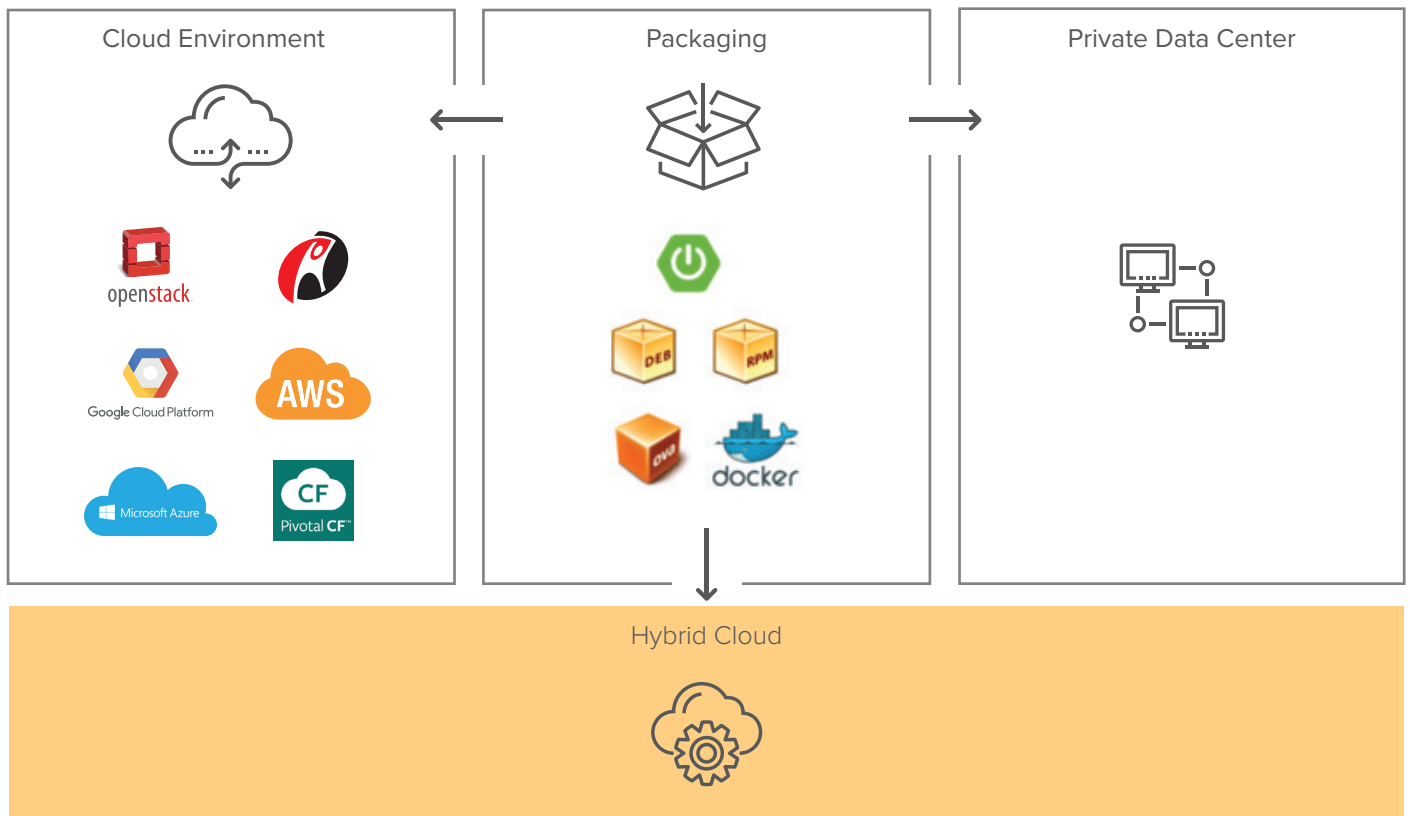 Cloud Environment
Packaging
Private Data Center
openstack.
Google Cloud Platform
AWS
Microsoft Azure
CF
Pivotal CF™
DEB
RPM
ova
docker
Hybrid Cloud